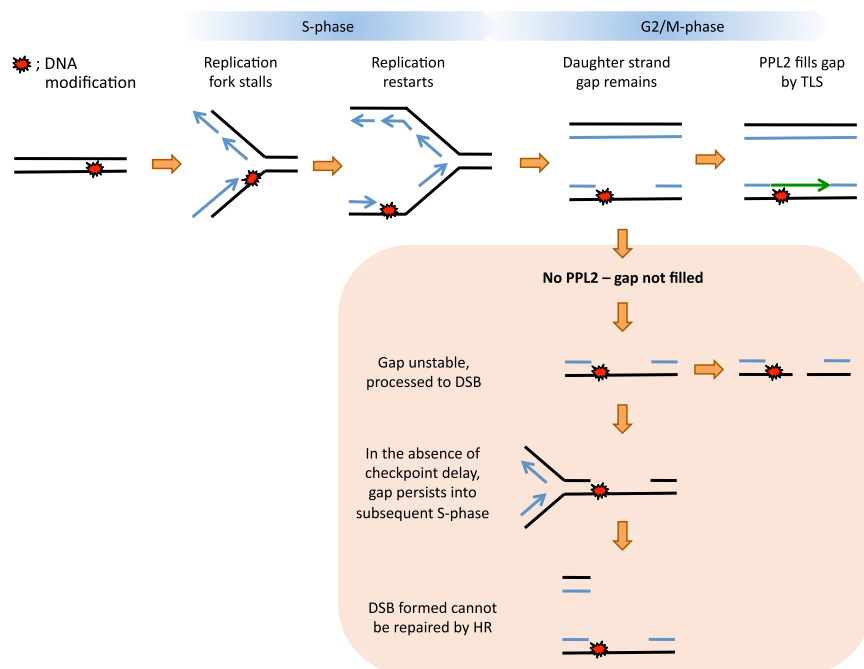 S-phase
G2/M-phase
; DNA
modification
Replication
fork stalls
Replication
restarts
Daughter strand
gap remains
PPL2 fills gap
by TLS
No PPL2 – gap not filled
Gap unstable,
processed to DSB
In the absence of
checkpoint delay,
gap persists into
subsequent S-phase
DSB formed cannot
be repaired by HR